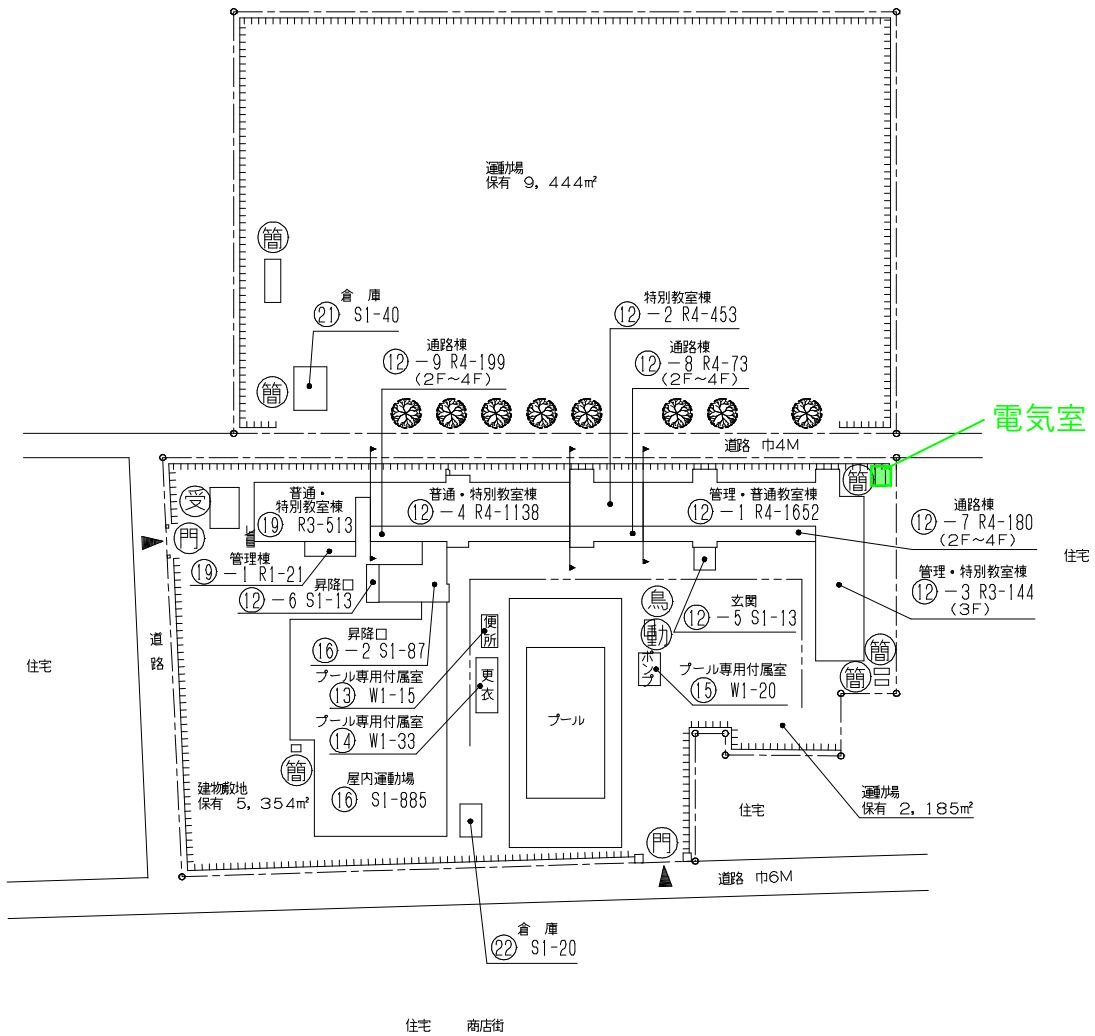 運動場
保有 9,444㎡
簡
倉 庫
㉑ S1-40
特別教室棟
⑫-2 R4-453
通路棟
⑫-9 R4-199
(2F~4F)
通路棟
⑫-8 R4-73
(2F~4F)
簡
電気室
道路 巾4M
受
門
普通・
特別教室棟
⑲ R3-513
普通・特別教室棟
⑫-4 R4-1138
管理・普通教室棟
⑫-1 R4-1652
簡
通路棟
⑫-7 R4-180
(2F~4F)
住宅
管理棟
⑲-1 R1-21
昇降口
⑫-6 S1-13
管理・特別教室棟
⑫-3 R3-144
(3F)
鳥
動
玄関
⑫-5 S1-13
道路
住宅
昇降口
⑯-2 S1-87
便所
プール専用付属室
⑬ W1-15
更衣
プール専用付属室
⑭ W1-33
ポンプ
プール専用付属室
⑮ W1-20
簡
簡
プール
簡
建物敷地
保有 5,354㎡
屋内運動場
⑯ S1-885
運動場
保有 2,185㎡
住宅
門
道路 巾6M
倉 庫
㉒ S1-20
住宅 商店街